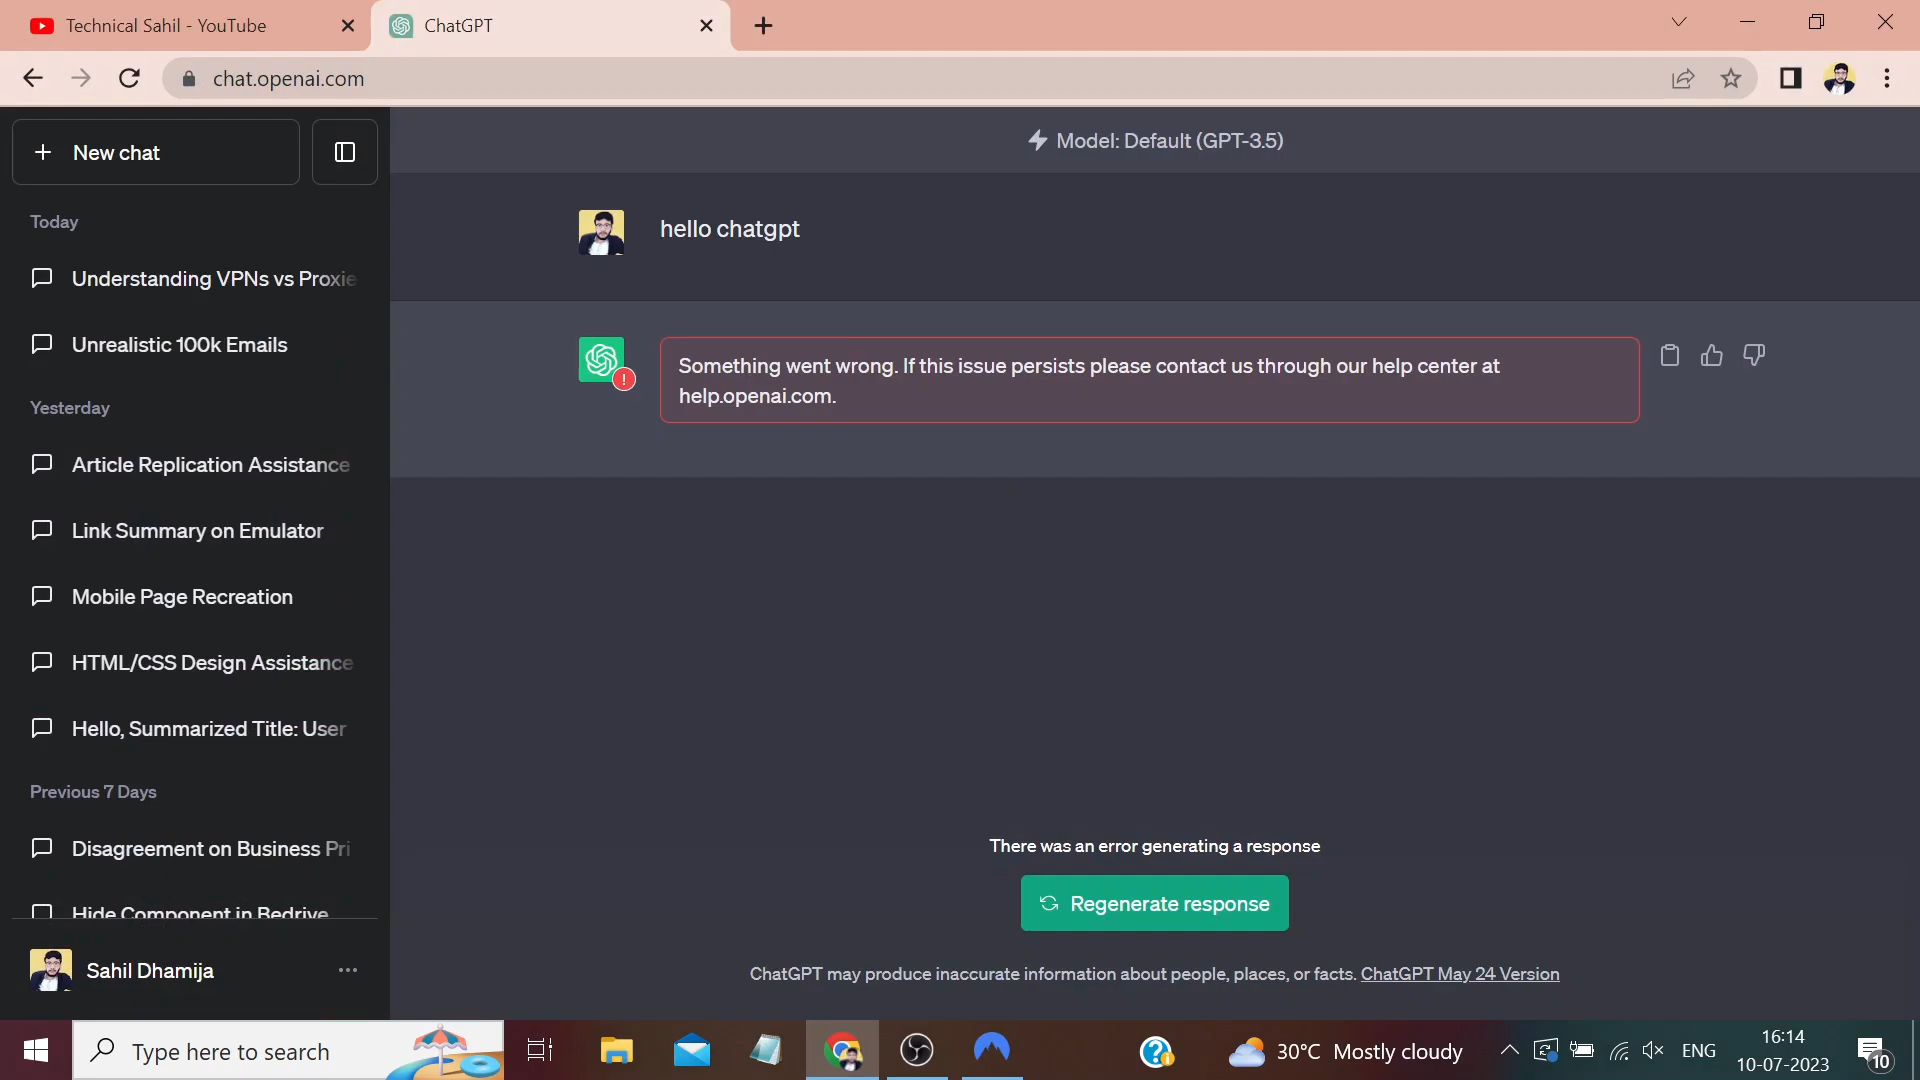 Technical Sahil - YouTube
ChatGPT
chat.openai.com
New chat
Model: Default (GPT-3.5)
Today
hello chatgpt
Understanding VPNs vs Proxie
Unrealistic 100k Emails
Something went wrong. If this issue persists please contact us through our help center at
help.openai.com.
Yesterday
Article Replication Assistance
Link Summary on Emulator
Mobile Page Recreation
HTML/CSS Design Assistance
Hello, Summarized Title: User
Previous 7 Days
Disagreement on Business Pri
Hide Component in Bedrive
There was an error generating a response
Regenerate response
Sahil Dhamija
ChatGPT may produce inaccurate information about people, places, or facts. ChatGPT May 24 Version
Type here to search
30°C Mostly cloudy
ENG
16:14
10-07-2023
10